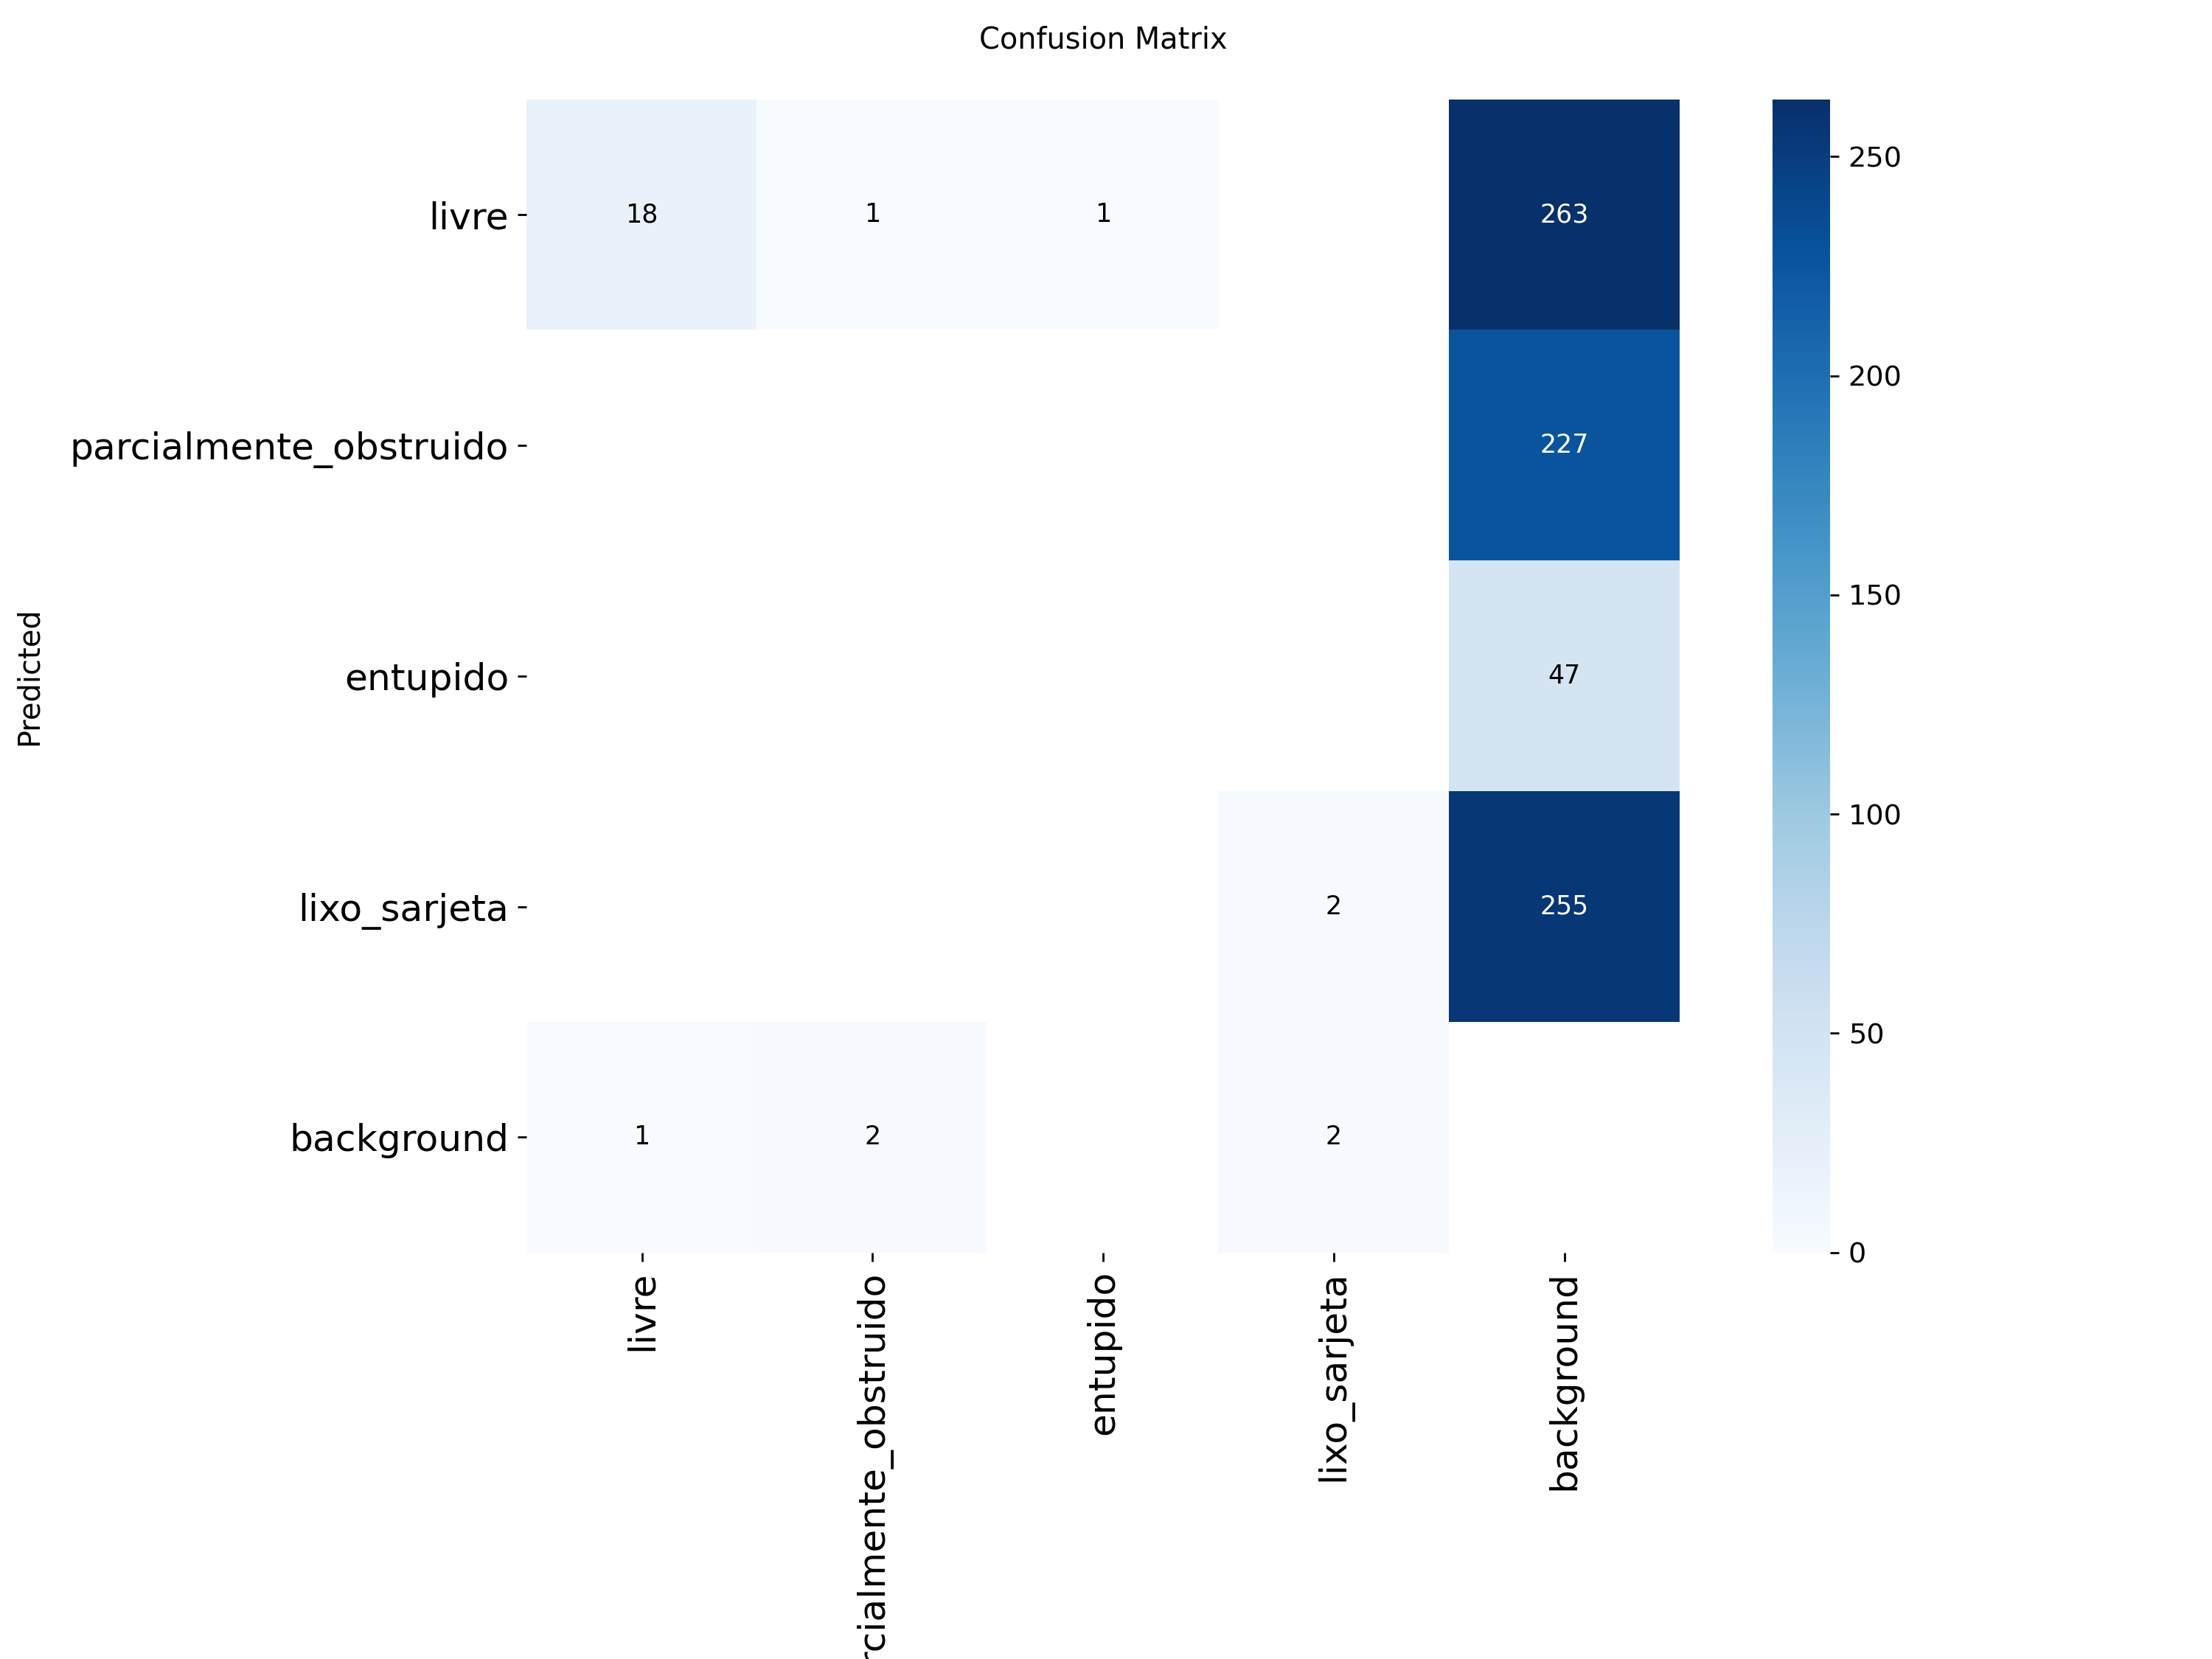 Confusion Matrix
Predicted
livre
18 1 1 263
parcialmente_obstruido
227
entupido
47
lixo_sarjeta
2 255
background
1 2 2
livre
rcialmente_obstruido
entupido
lixo_sarjeta
background
250
200
150
100
50
0